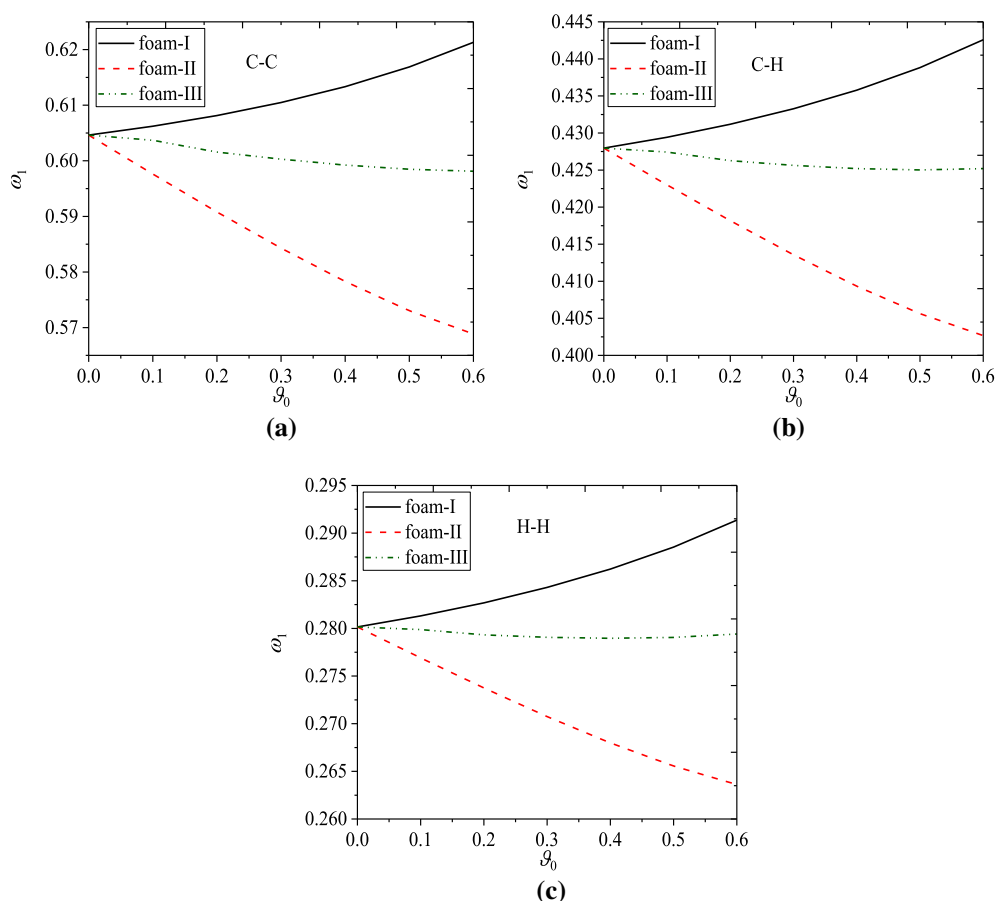 foam-I
foam-II
foam-III
C-C
0.62
0.61
0.60
0.59
0.58
0.57
ω₁
0.0 0.1 0.2 0.3 0.4 0.5 0.6
ϑ₀
(a)
foam-I
foam-II
foam-III
C-H
0.445
0.440
0.435
0.430
0.425
0.420
0.415
0.410
0.405
0.400
ω₁
0.0 0.1 0.2 0.3 0.4 0.5 0.6
ϑ₀
(b)
foam-I
foam-II
foam-III
H-H
0.295
0.290
0.285
0.280
0.275
0.270
0.265
0.260
ω₁
0.0 0.1 0.2 0.3 0.4 0.5 0.6
ϑ₀
(c)